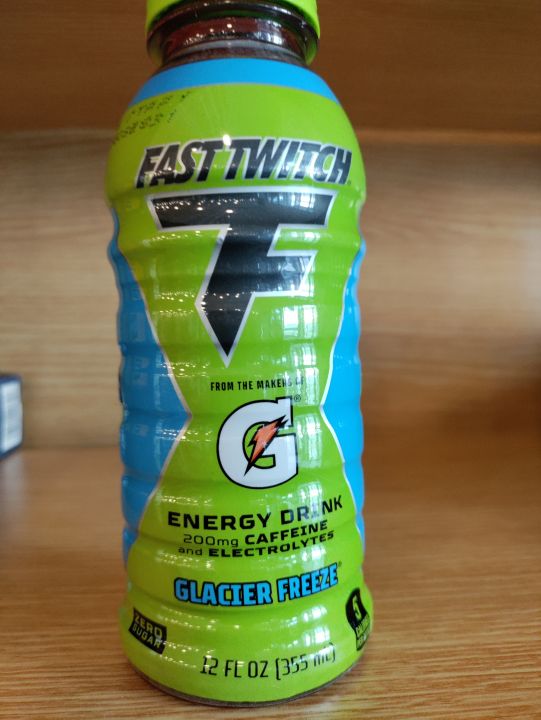 FAST TWITCH
FROM THE MAKERS OF
G®
ENERGY DRINK
200mg CAFFEINE
and ELECTROLYTES
GLACIER FREEZE®
ZERO
SUGAR
5
12 FL OZ (355 mL)